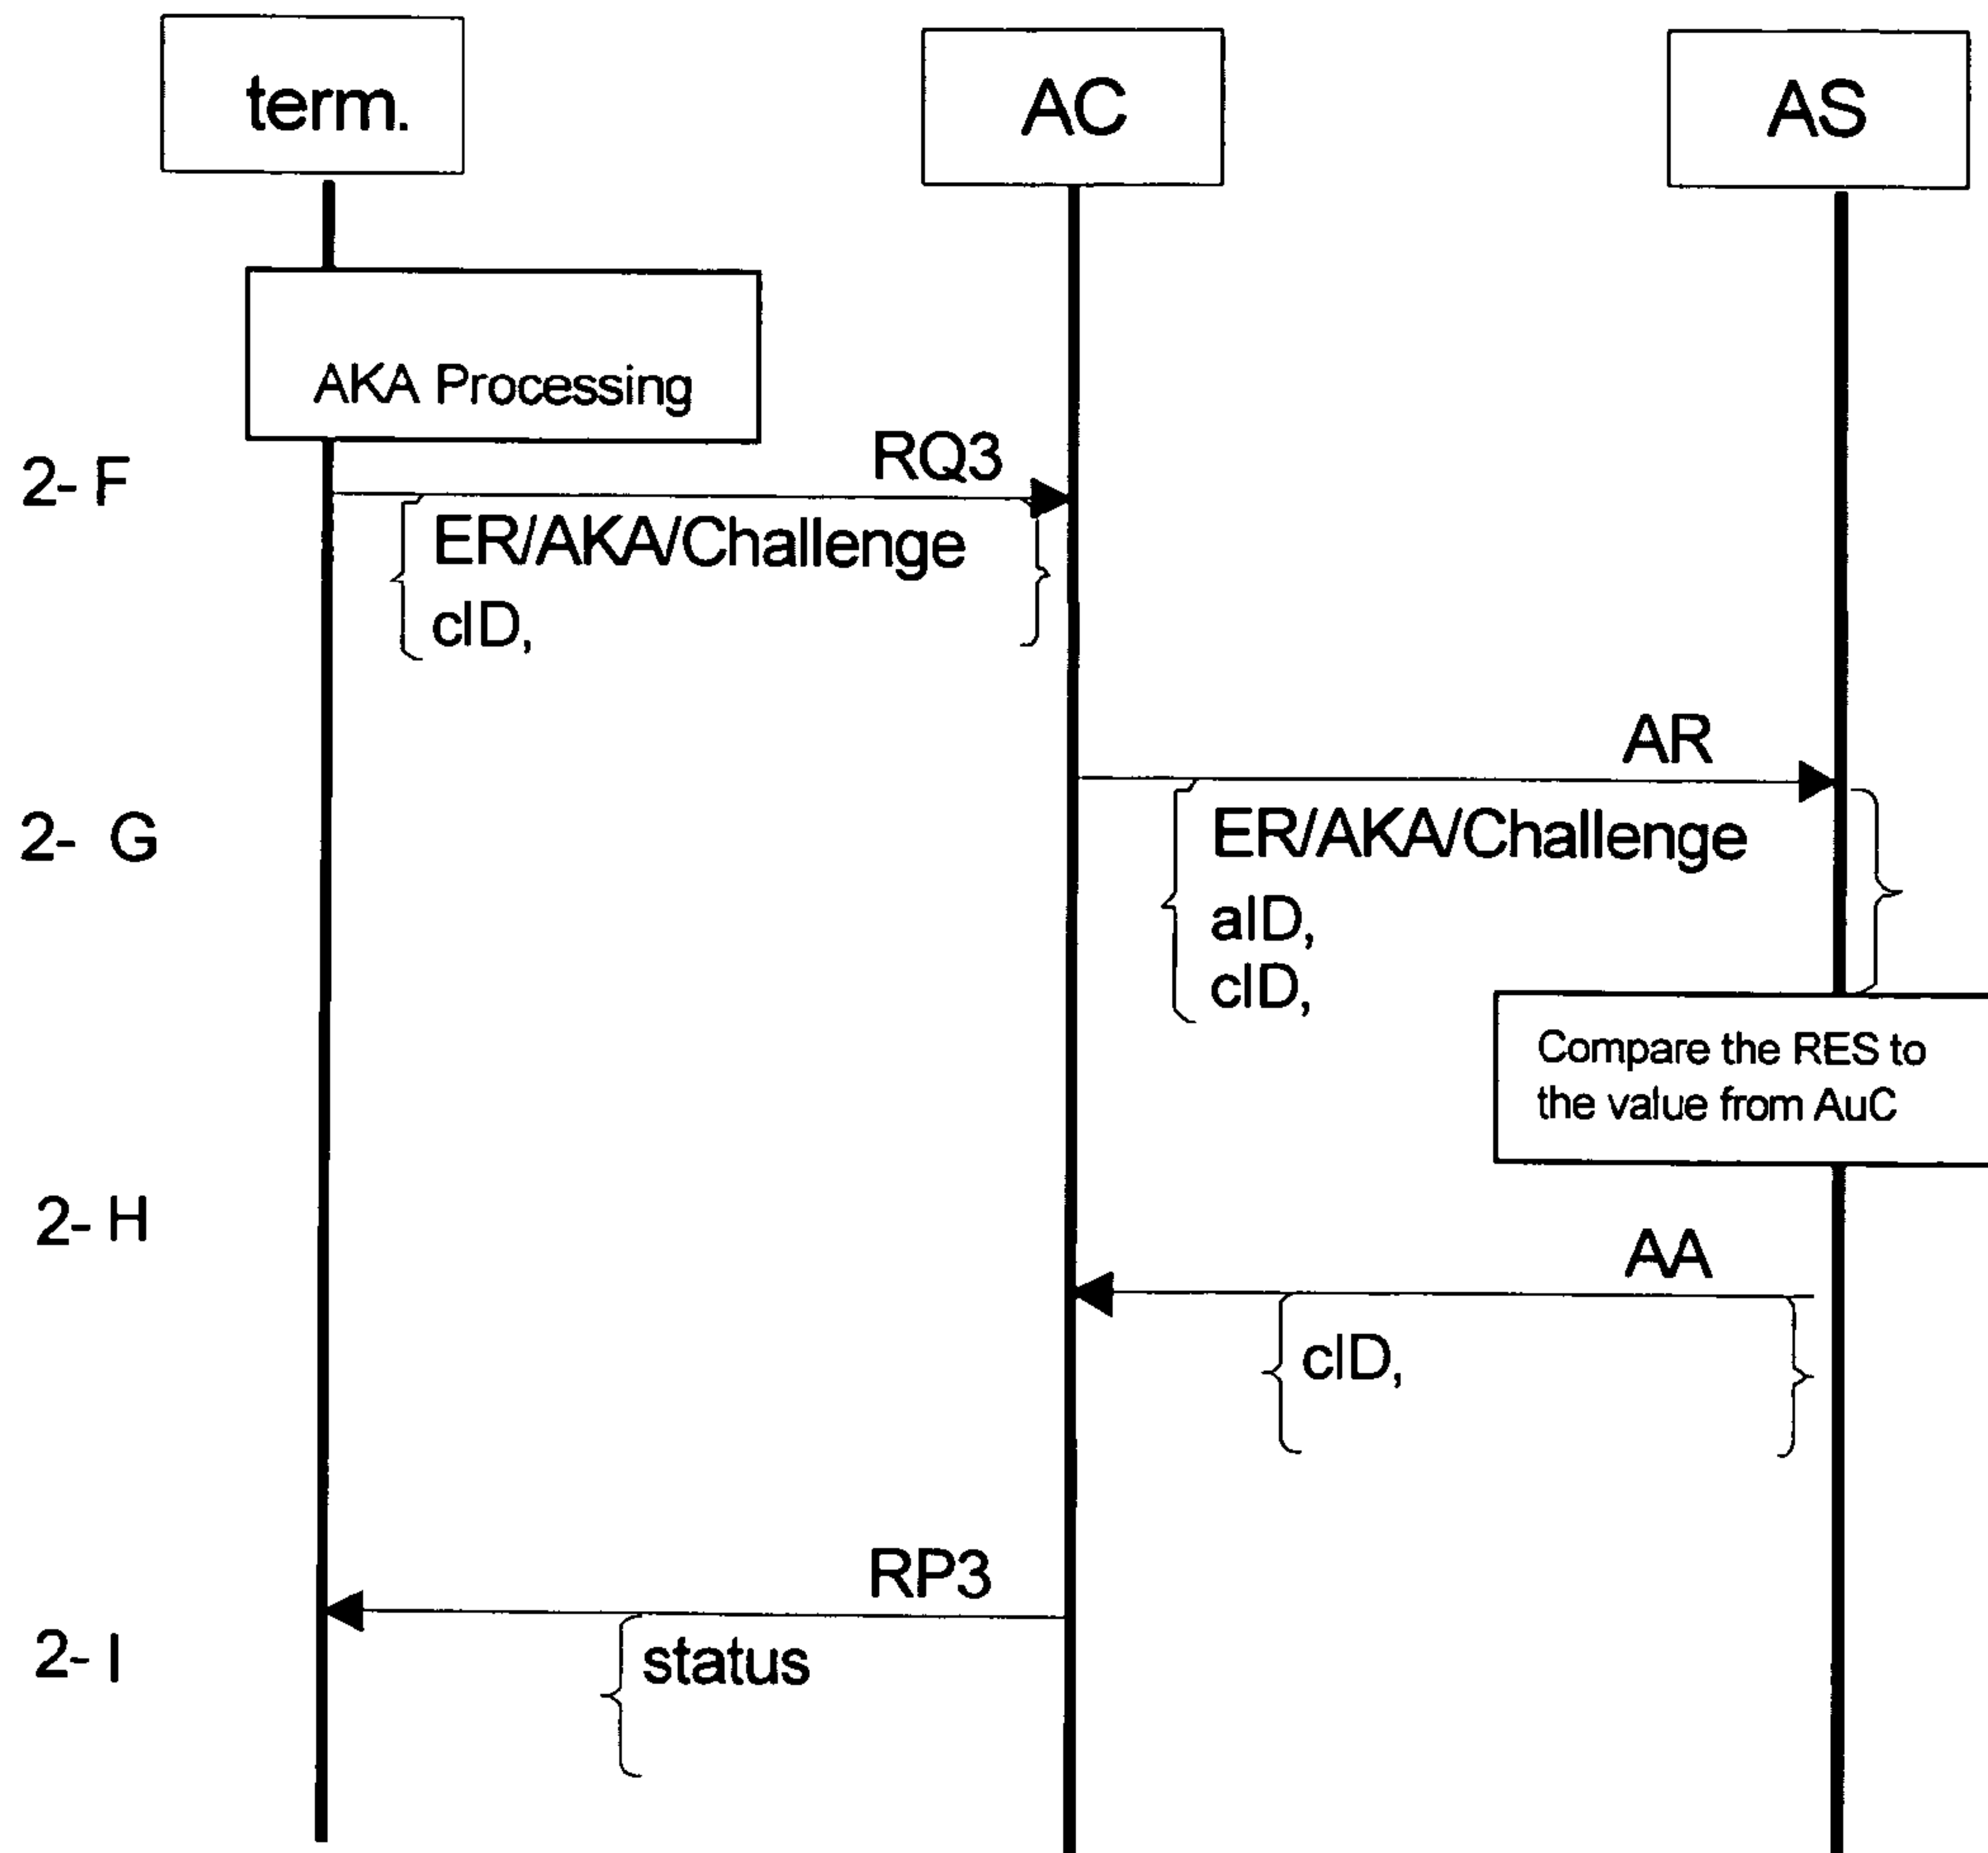 term.
AC
AS
AKA Processing
2- F
RQ3
ER/AKA/Challenge
cID,
AR
2- G
ER/AKA/Challenge
aID,
cID,
Compare the RES to
the value from AuC
2- H
AA
cID,
RP3
2- I
status